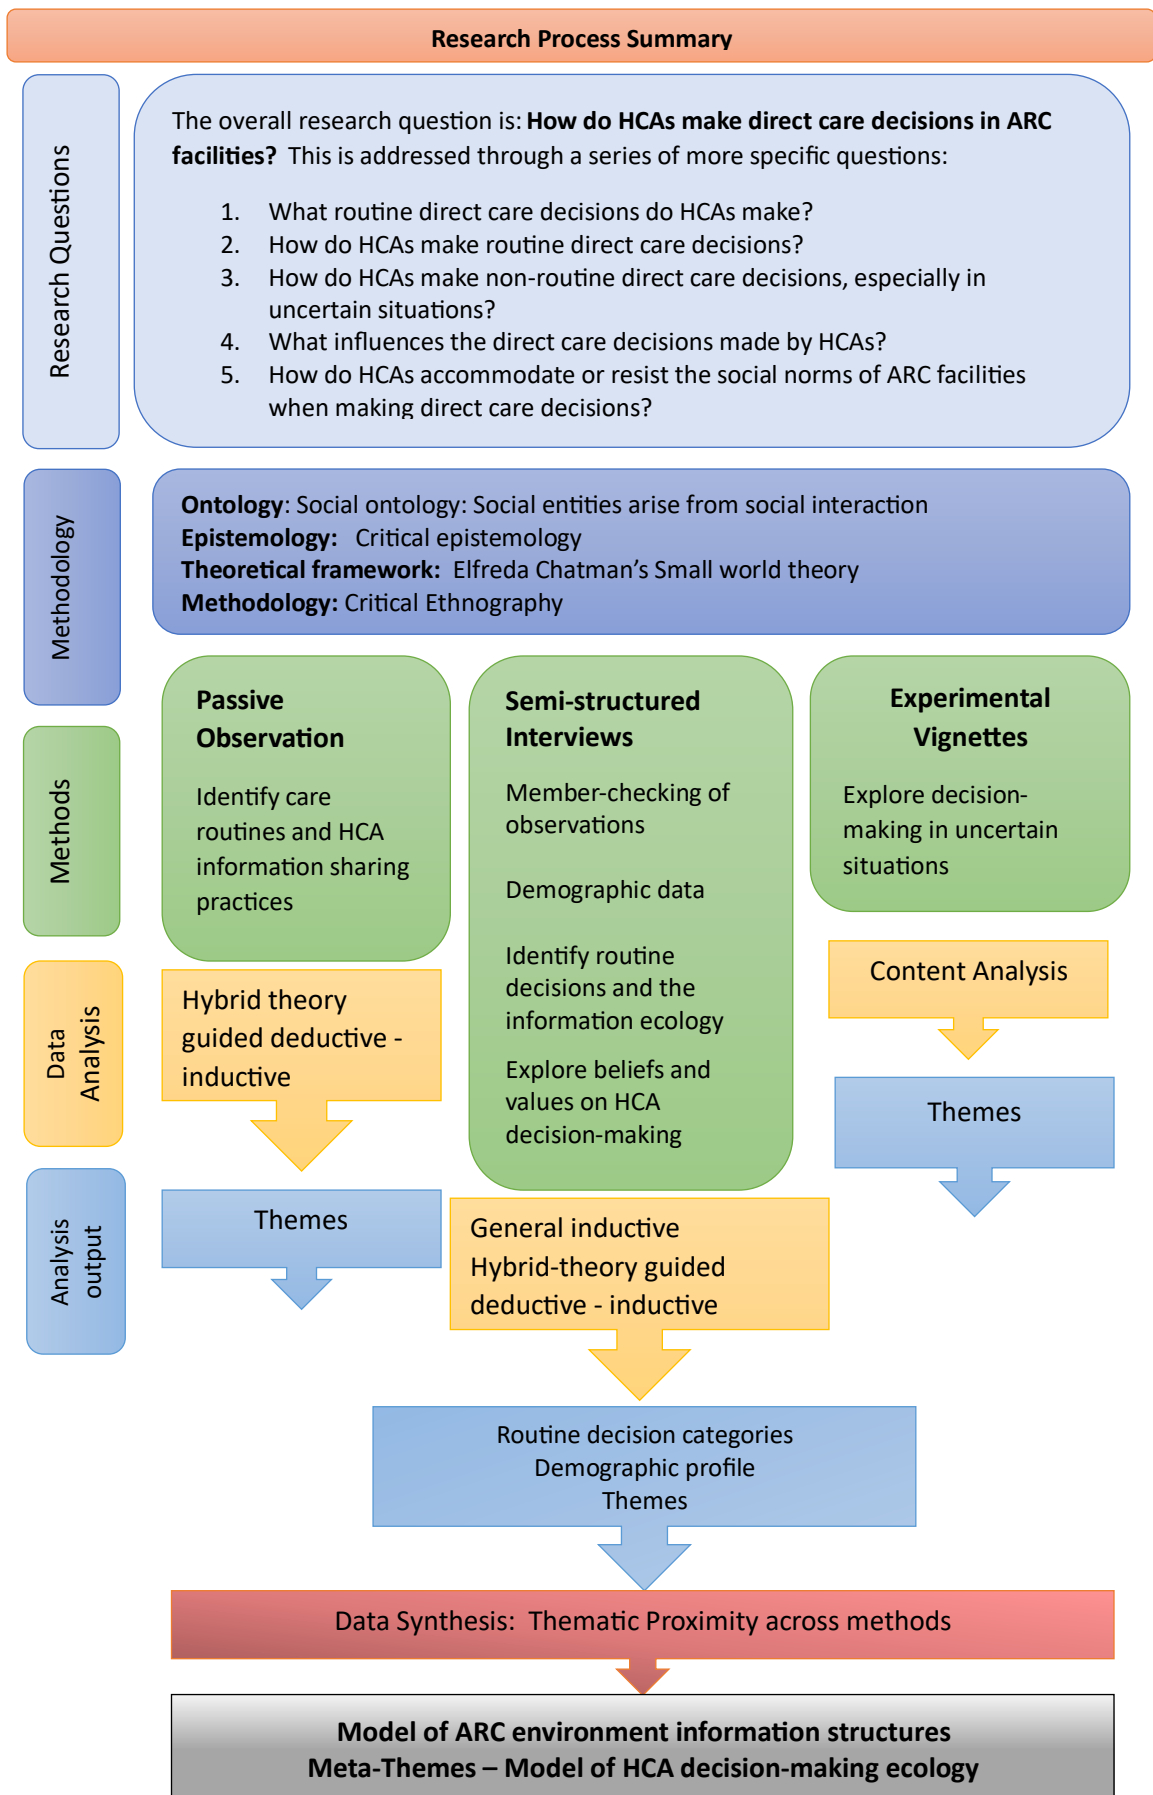 Research Process Summary
Research Questions
The overall research question is: How do HCAs make direct care decisions in ARC
facilities? This is addressed through a series of more specific questions:
1. What routine direct care decisions do HCAs make?
2. How do HCAs make routine direct care decisions?
3. How do HCAs make non-routine direct care decisions, especially in
uncertain situations?
4. What influences the direct care decisions made by HCAs?
5. How do HCAs accommodate or resist the social norms of ARC facilities
when making direct care decisions?
Methodology
Ontology: Social ontology: Social entities arise from social interaction
Epistemology: Critical epistemology
Theoretical framework: Elfreda Chatman’s Small world theory
Methodology: Critical Ethnography
Methods
Passive
Observation
Identify care
routines and HCA
information sharing
practices
Semi-structured
Interviews
Member-checking of
observations
Demographic data
Identify routine
decisions and the
information ecology
Explore beliefs and
values on HCA
decision-making
Experimental
Vignettes
Explore decision-
making in uncertain
situations
Data
Analysis
Hybrid theory
guided deductive -
inductive
Content Analysis
Analysis
output
Themes
General inductive
Hybrid-theory guided
deductive - inductive
Themes
Routine decision categories
Demographic profile
Themes
Data Synthesis: Thematic Proximity across methods
Model of ARC environment information structures
Meta-Themes – Model of HCA decision-making ecology